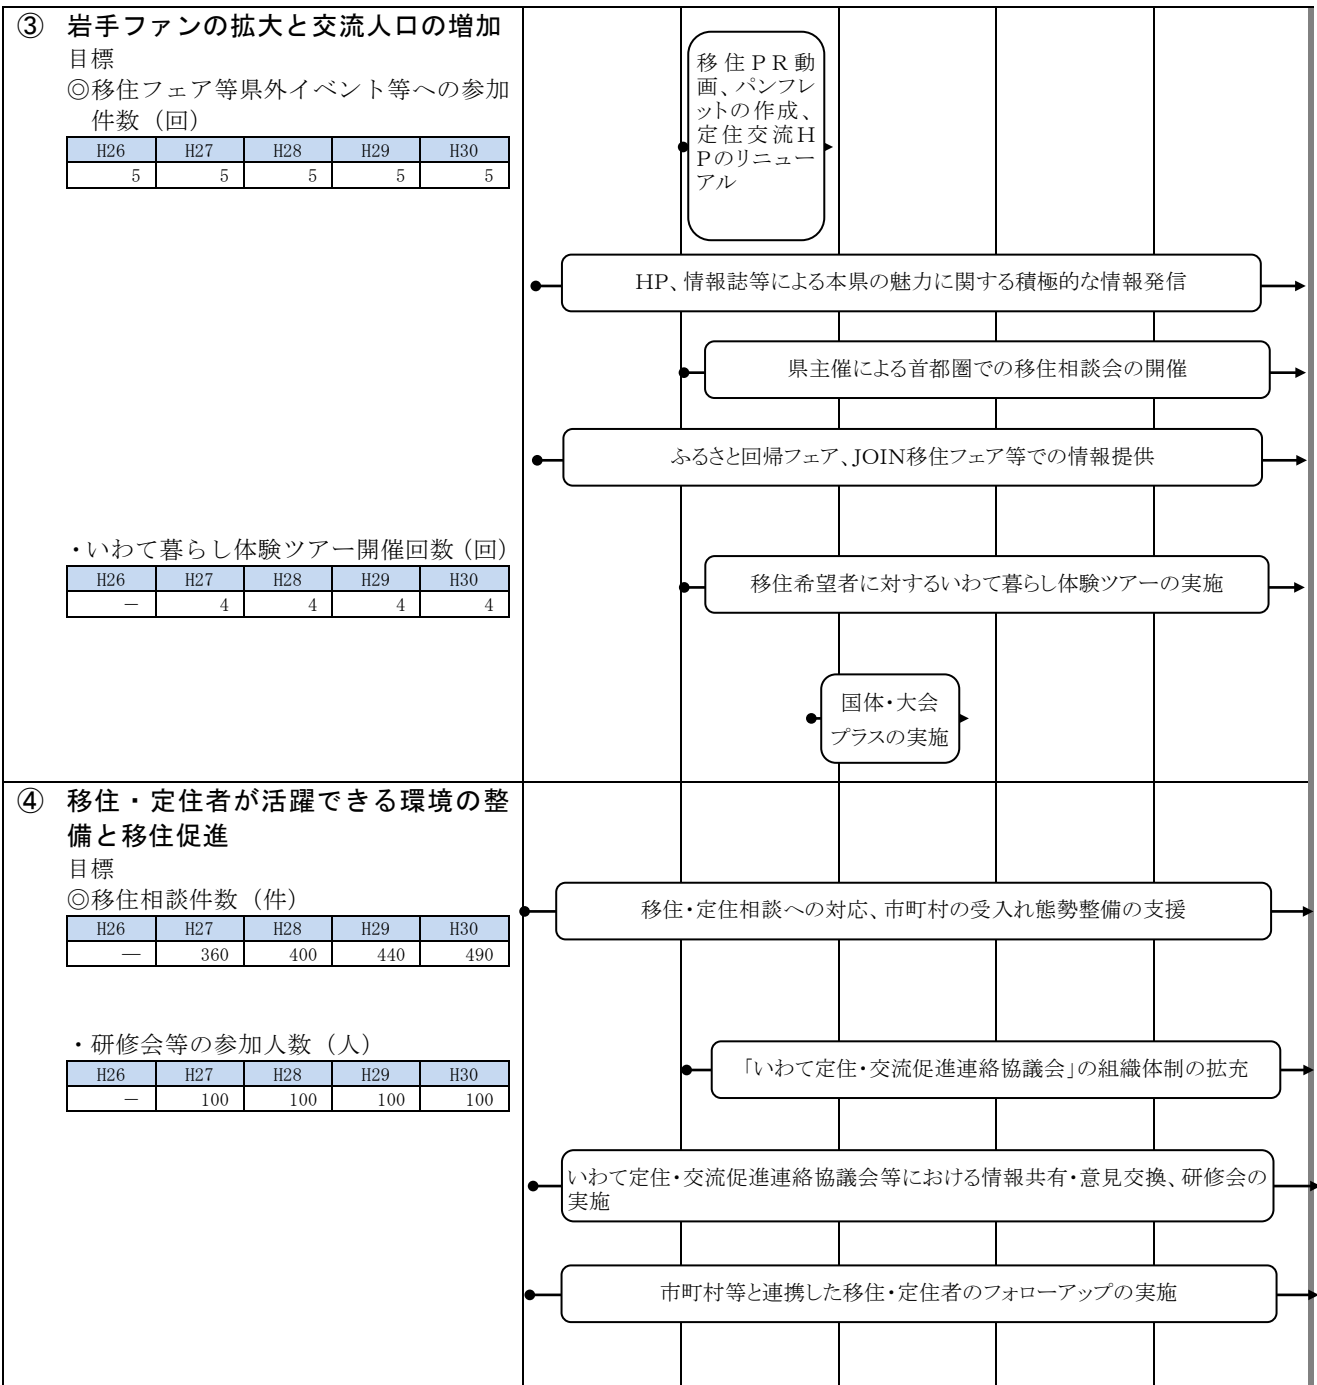 ③ 岩手ファンの拡大と交流人口の増加
目標
◎移住フェア等県外イベント等への参加
件数（回）
H26 H27 H28 H29 H30
5 5 5 5 5
移住ＰＲ動
画、パンフレ
ットの作成、
定住交流Ｈ
Ｐのリニュー
アル
HP、情報誌等による本県の魅力に関する積極的な情報発信
県主催による首都圏での移住相談会の開催
ふるさと回帰フェア、JOIN移住フェア等での情報提供
・いわて暮らし体験ツアー開催回数（回）
H26 H27 H28 H29 H30
－ 4 4 4 4
移住希望者に対するいわて暮らし体験ツアーの実施
国体・大会
プラスの実施
④ 移住・定住者が活躍できる環境の整
備と移住促進
目標
◎移住相談件数（件）
H26 H27 H28 H29 H30
― 360 400 440 490
移住・定住相談への対応、市町村の受入れ態勢整備の支援
・研修会等の参加人数（人）
H26 H27 H28 H29 H30
－ 100 100 100 100
「いわて定住・交流促進連絡協議会」の組織体制の拡充
いわて定住・交流促進連絡協議会等における情報共有・意見交換、研修会の
実施
市町村等と連携した移住・定住者のフォローアップの実施